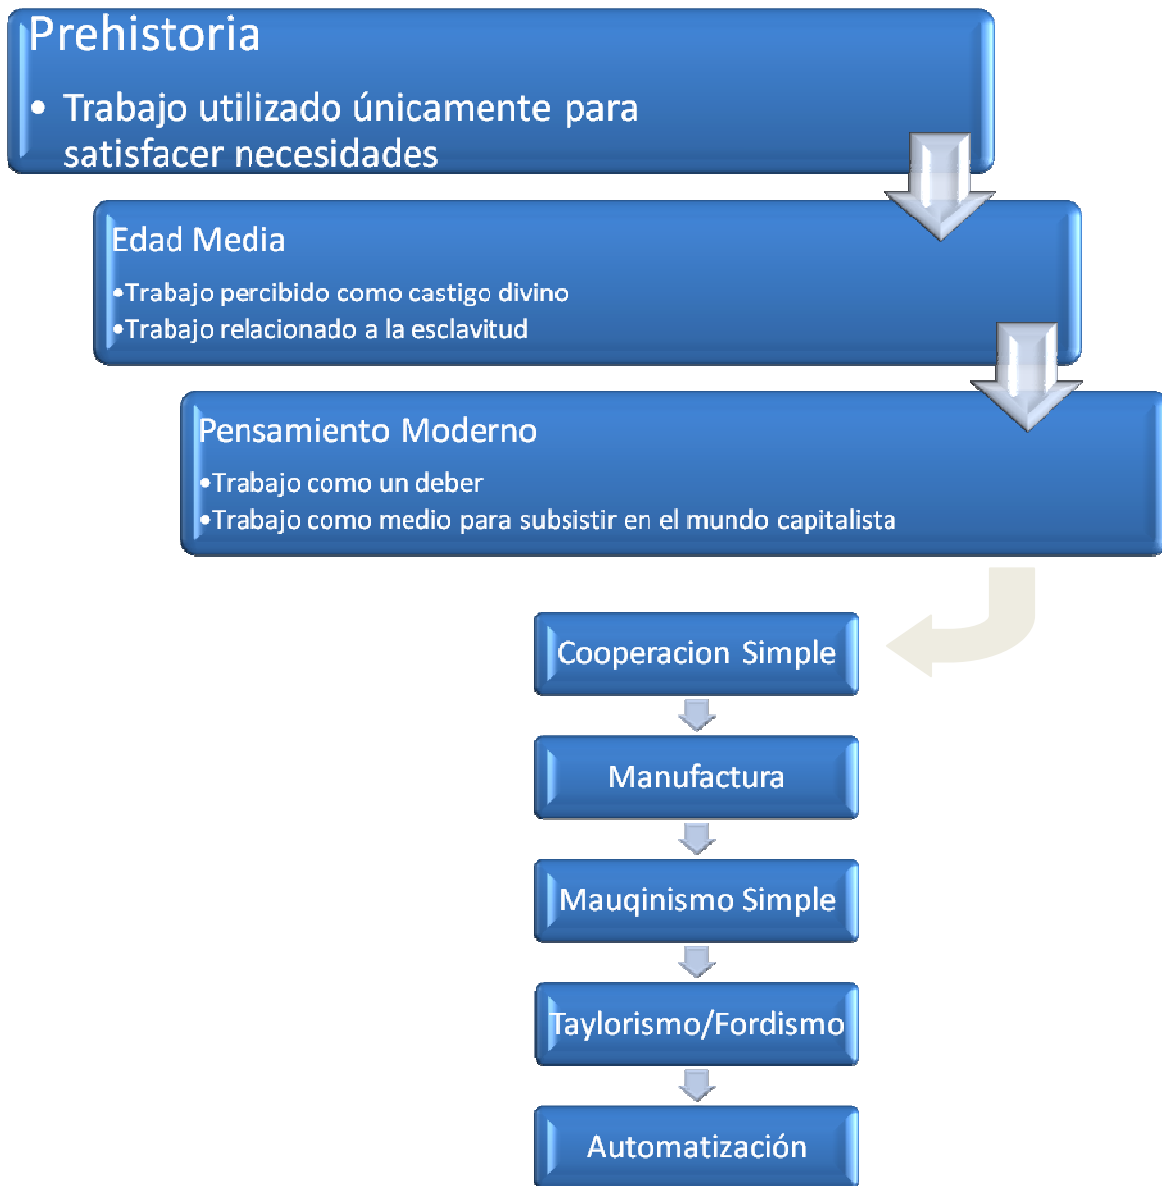 Prehistoria
• Trabajo utilizado únicamente para
satisfacer necesidades
Edad Media
•Trabajo percibido como castigo divino
•Trabajo relacionado a la esclavitud
Pensamiento Moderno
•Trabajo como un deber
•Trabajo como medio para subsistir en el mundo capitalista
Cooperacion Simple
Manufactura
Mauqinismo Simple
Taylorismo/Fordismo
Automatización